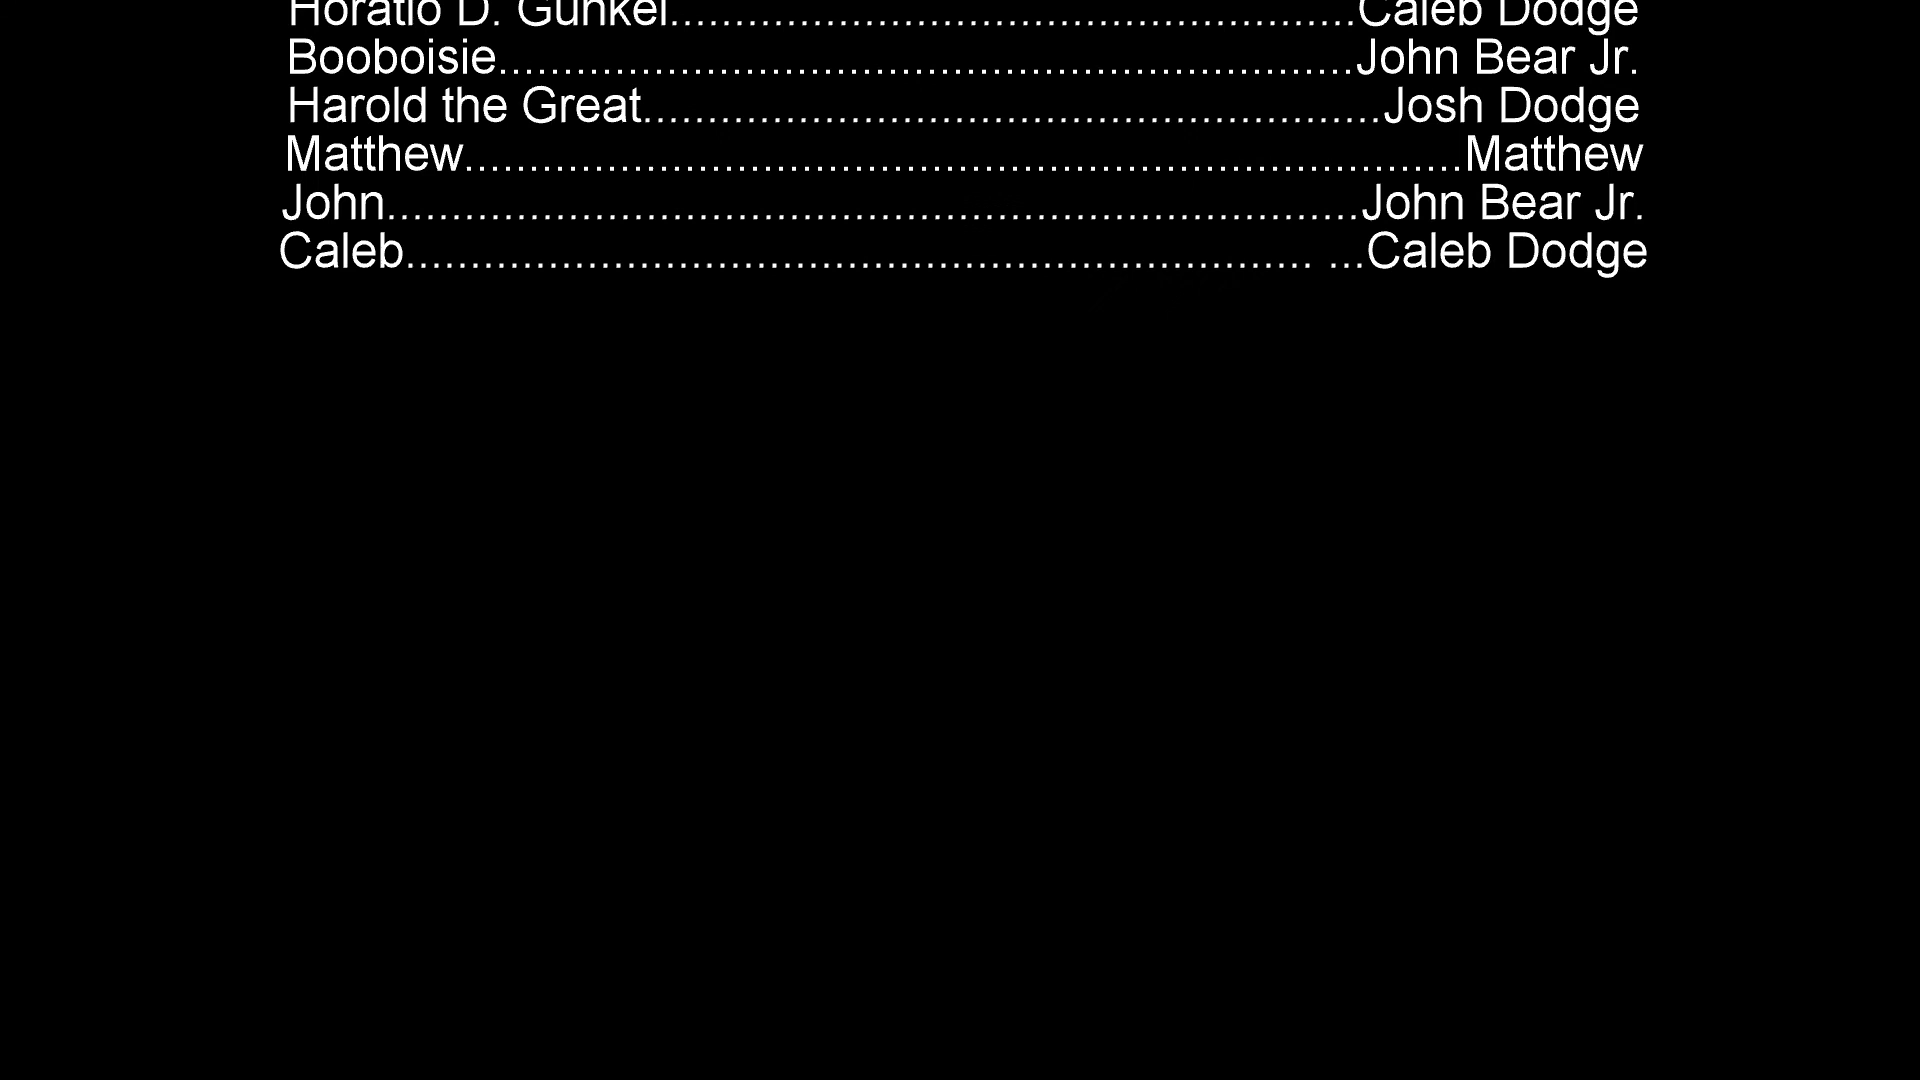 Horatio D. Gunkel....................................................Caleb Dodge
Booboisie.................................................................John Bear Jr.
Harold the Great........................................................Josh Dodge
Matthew............................................................................Matthew
John..........................................................................John Bear Jr.
Caleb..................................................................... ...Caleb Dodge